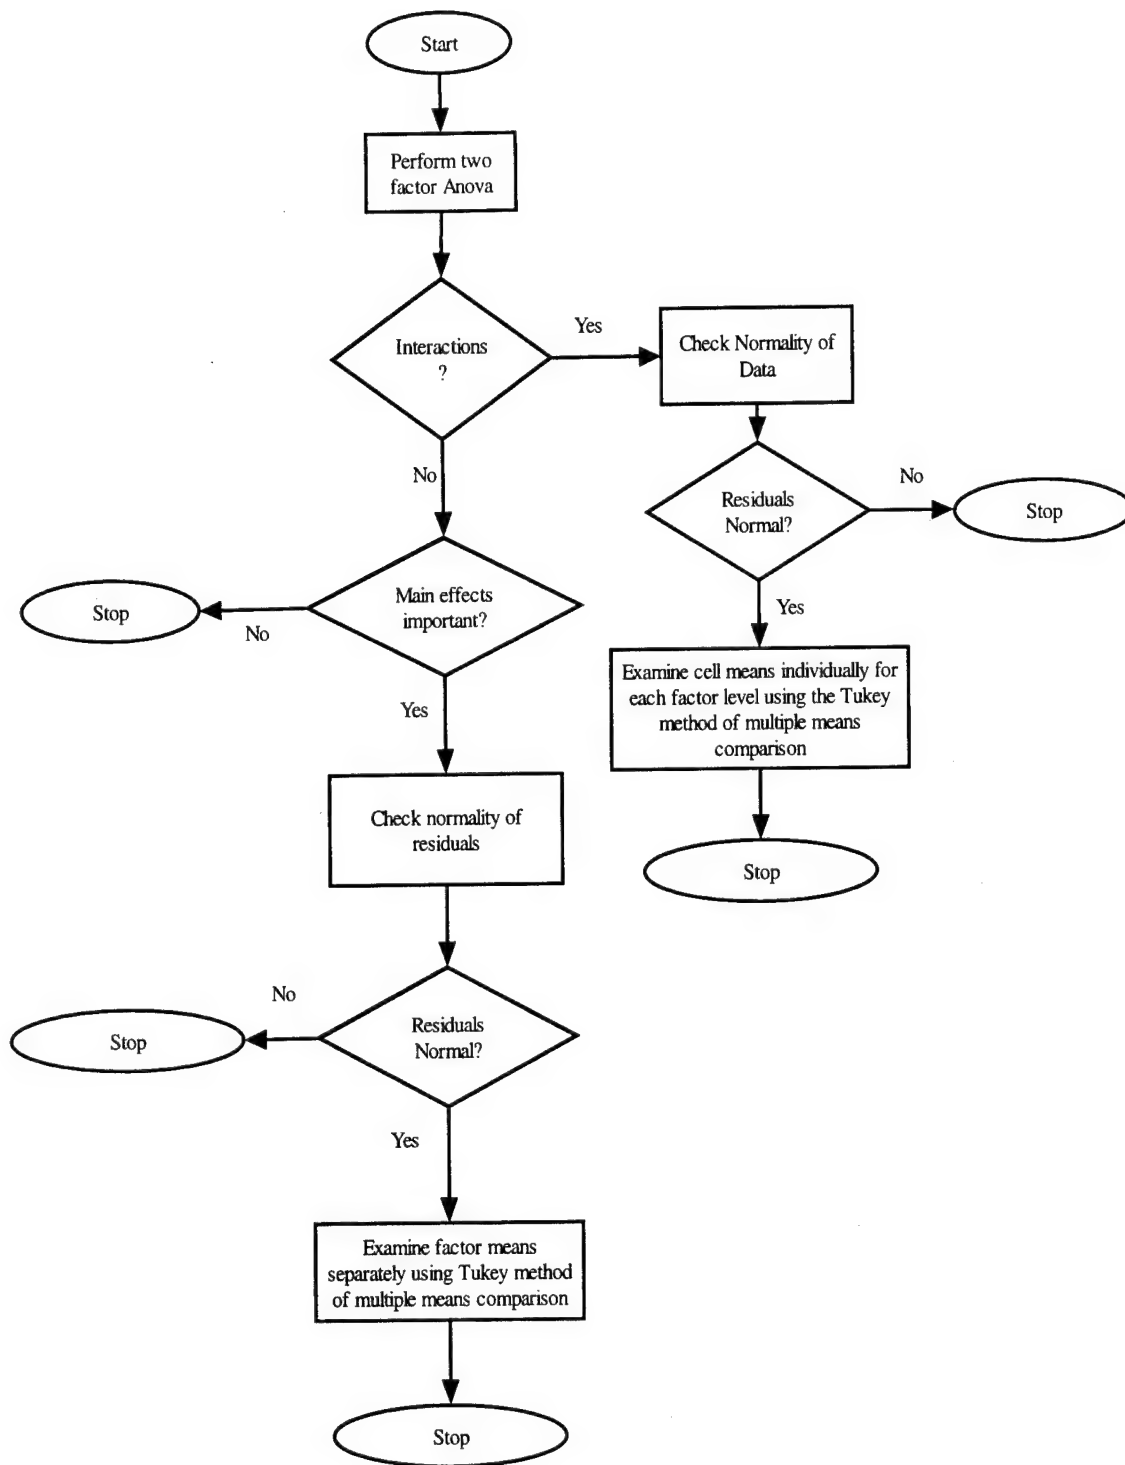 Start
Perform two
factor Anova
Interactions
?
Yes
Check Normality of
Data
No
Residuals
Normal?
No
Stop
Main effects
important?
No
Stop
Yes
Examine cell means individually for
each factor level using the Tukey
method of multiple means
comparison
Yes
Check normality of
residuals
Stop
Residuals
Normal?
No
Stop
Yes
Examine factor means
separately using Tukey method
of multiple means comparison
Stop